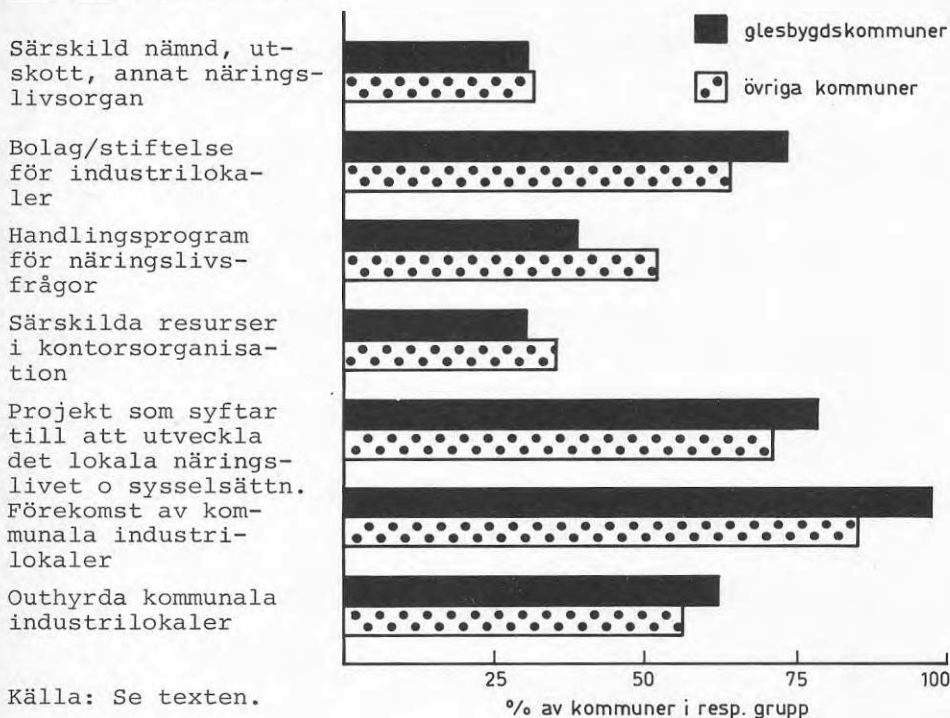 Särskild nämnd, ut-
skott, annat närings-
livsorgan
glesbygdskommuner
övriga kommuner
Bolag/stiftelse
för industriloka-
ler
Handlingsprogram
för näringslivs-
frågor
Särskilda resurser
i kontorsorganisa-
tion
Projekt som syftar
till att utveckla
det lokala närings-
livet o sysselsättn.
Förekomst av kom-
munala industri-
lokaler
Outhyrda kommunala
industrilokaler
25 50 75 100
% av kommuner i resp. grupp
Källa: Se texten.